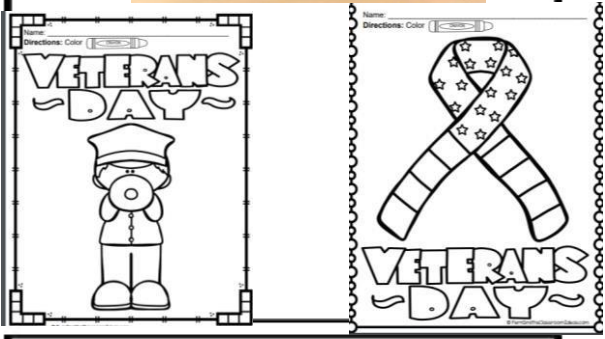 Name:
Directions: Color
VETERANS
~DAY~
Name:
Directions: Color
VETERANS
~DAY~